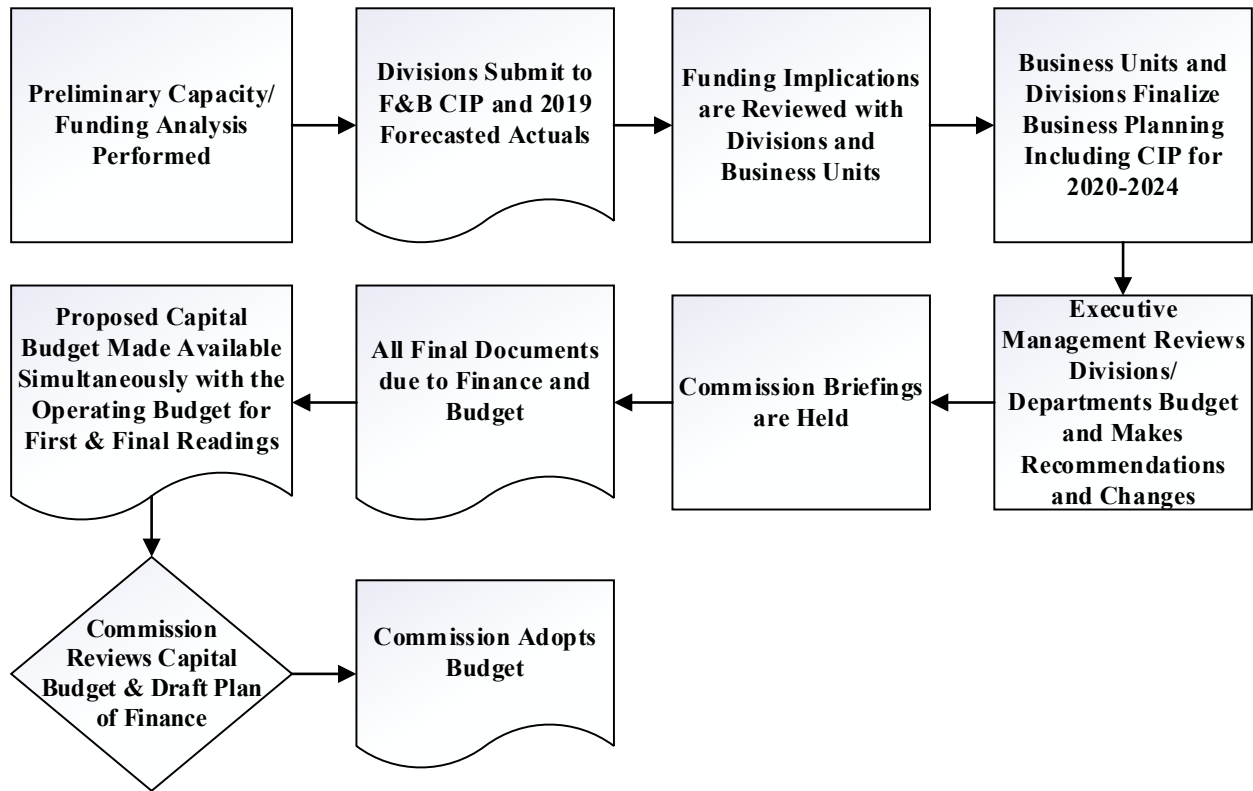 Preliminary Capacity/
Funding Analysis
Performed
Divisions Submit to
F&B CIP and 2019
Forecasted Actuals
Funding Implications
are Reviewed with
Divisions and
Business Units
Business Units and
Divisions Finalize
Business Planning
Including CIP for
2020-2024
Executive
Management Reviews
Divisions/
Departments Budget
and Makes
Recommendations
and Changes
Commission Briefings
are Held
All Final Documents
due to Finance and
Budget
Proposed Capital
Budget Made Available
Simultaneously with the
Operating Budget for
First & Final Readings
Commission
Reviews Capital
Budget & Draft Plan
of Finance
Commission Adopts
Budget